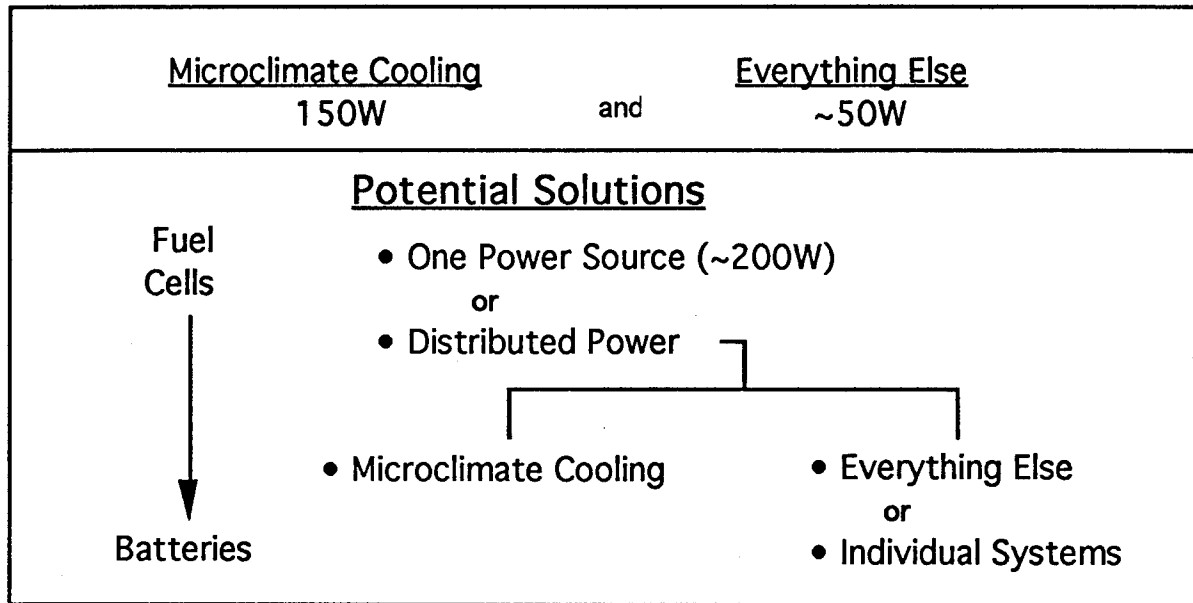 Microclimate Cooling
Everything Else
150W
and
~50W
Potential Solutions
Fuel
Cells
• One Power Source (~200W)
or
• Distributed Power
• Microclimate Cooling
• Everything Else
or
Batteries
• Individual Systems